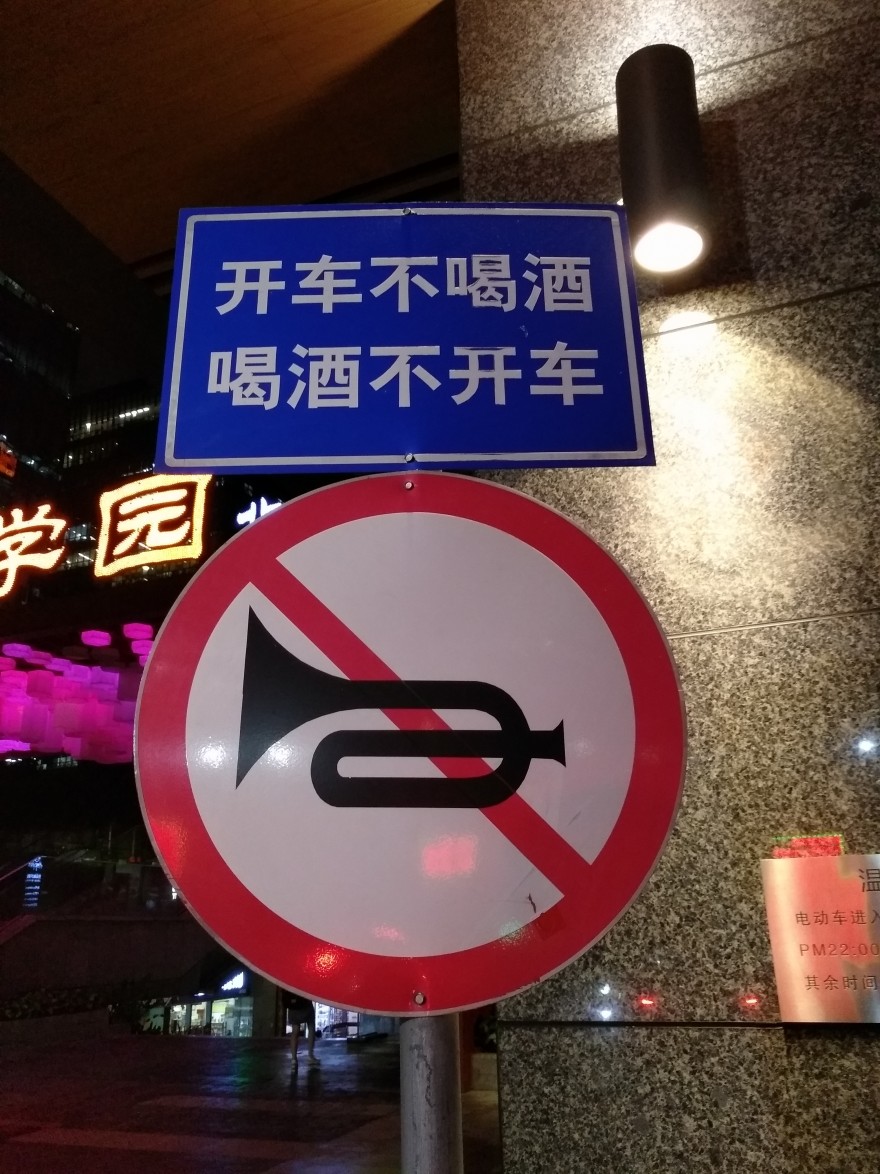 开车不喝酒
喝酒不开车
学园
温
电动车进入
PM22:00
其余时间